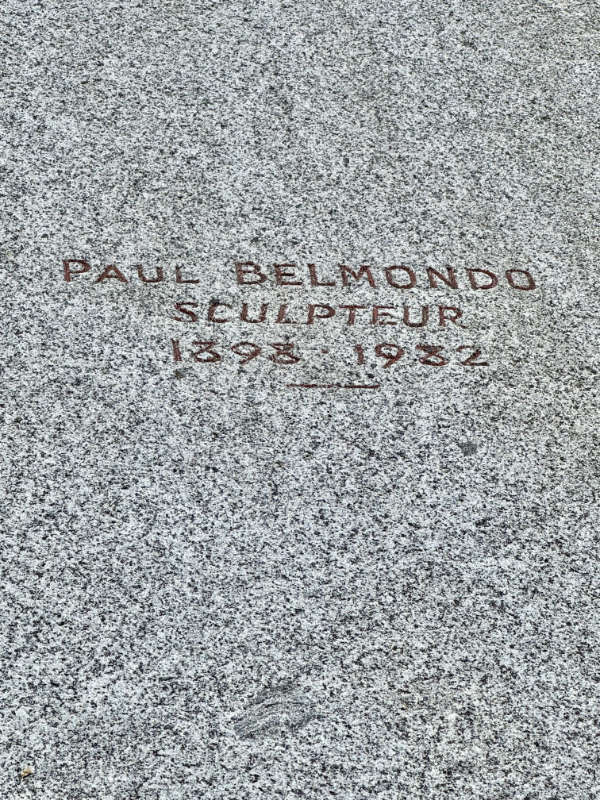 PAUL BELMONDO
SCULPTEUR
1898 · 1982